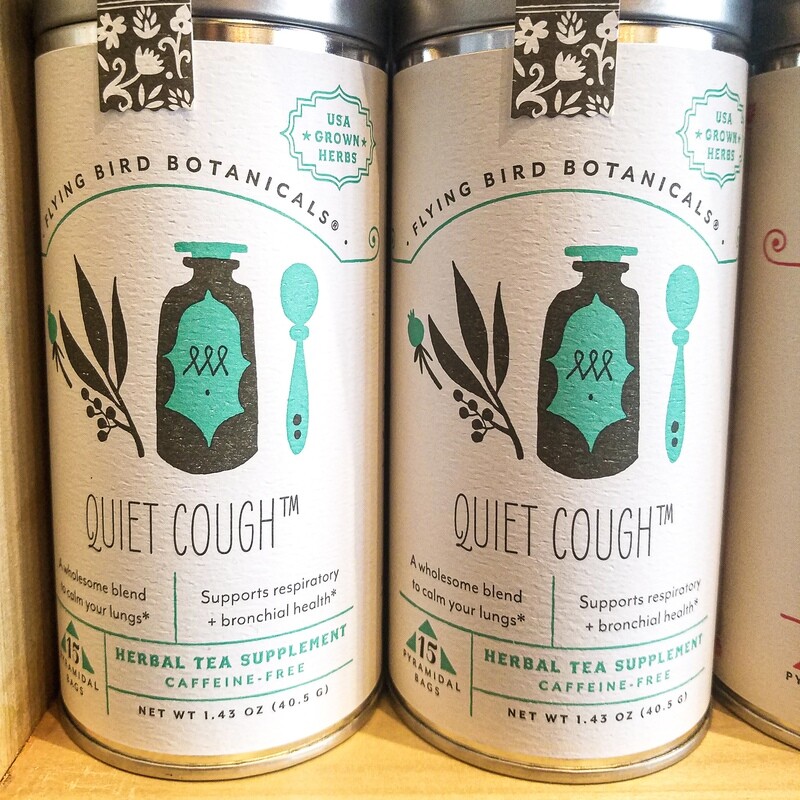 USA
GROWN
HERBS
FLYING BIRD BOTANICALS®
QUIET COUGH™
A wholesome blend
to calm your lungs*
Supports respiratory
+ bronchial health*
15
PYRAMIDAL
BAGS
HERBAL TEA SUPPLEMENT
CAFFEINE-FREE
NET WT 1.43 OZ (40.5 G)
USA
GROWN
HERBS
FLYING BIRD BOTANICALS®
QUIET COUGH™
A wholesome blend
to calm your lungs*
Supports respiratory
+ bronchial health*
15
PYRAMIDAL
BAGS
HERBAL TEA SUPPLEMENT
CAFFEINE-FREE
NET WT 1.43 OZ (40.5 G)